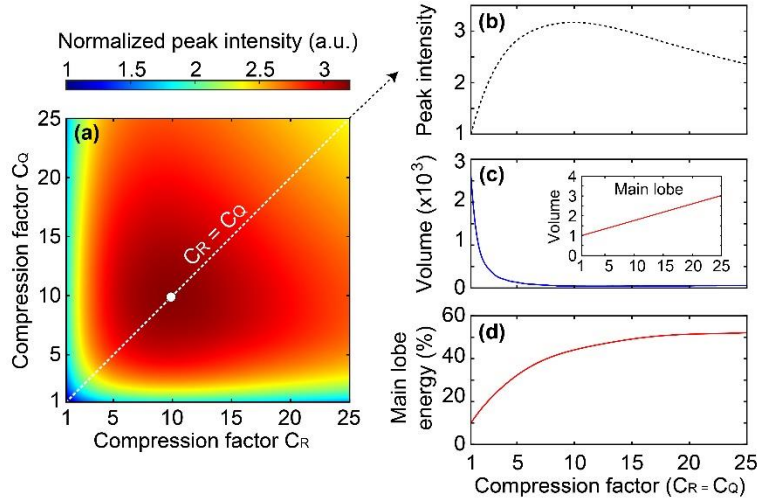 Normalized peak intensity (a.u.)
1 1.5 2 2.5 3
(a)
Compression factor CQ
25
20
15
10
5
1
CR = CQ
1 5 10 15 20 25
Compression factor CR
(b)
Peak intensity
3
2
1
(c)
Volume (x10³)
3
2
1
0
Main lobe
Volume
4
3
2
1
0
1 5 10 15 20 25
(d)
Main lobe
energy (%)
60
40
20
0
1 5 10 15 20 25
Compression factor (CR = CQ)